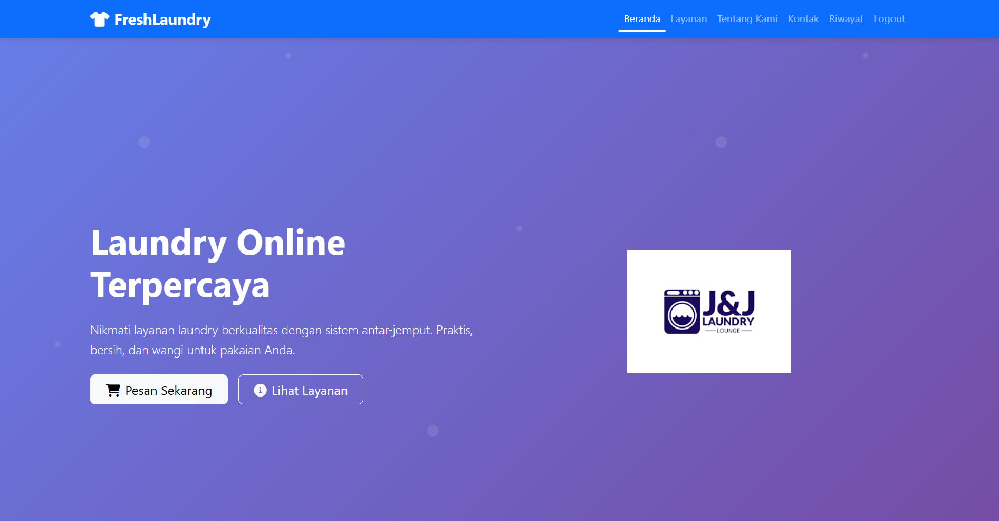 FreshLaundry
Beranda Layanan Tentang Kami Kontak Riwayat Logout
Laundry Online
Terpercaya
Nikmati layanan laundry berkualitas dengan sistem antar-jemput. Praktis,
bersih, dan wangi untuk pakaian Anda.
Pesan Sekarang
Lihat Layanan
J&J
LAUNDRY
LOUNGE